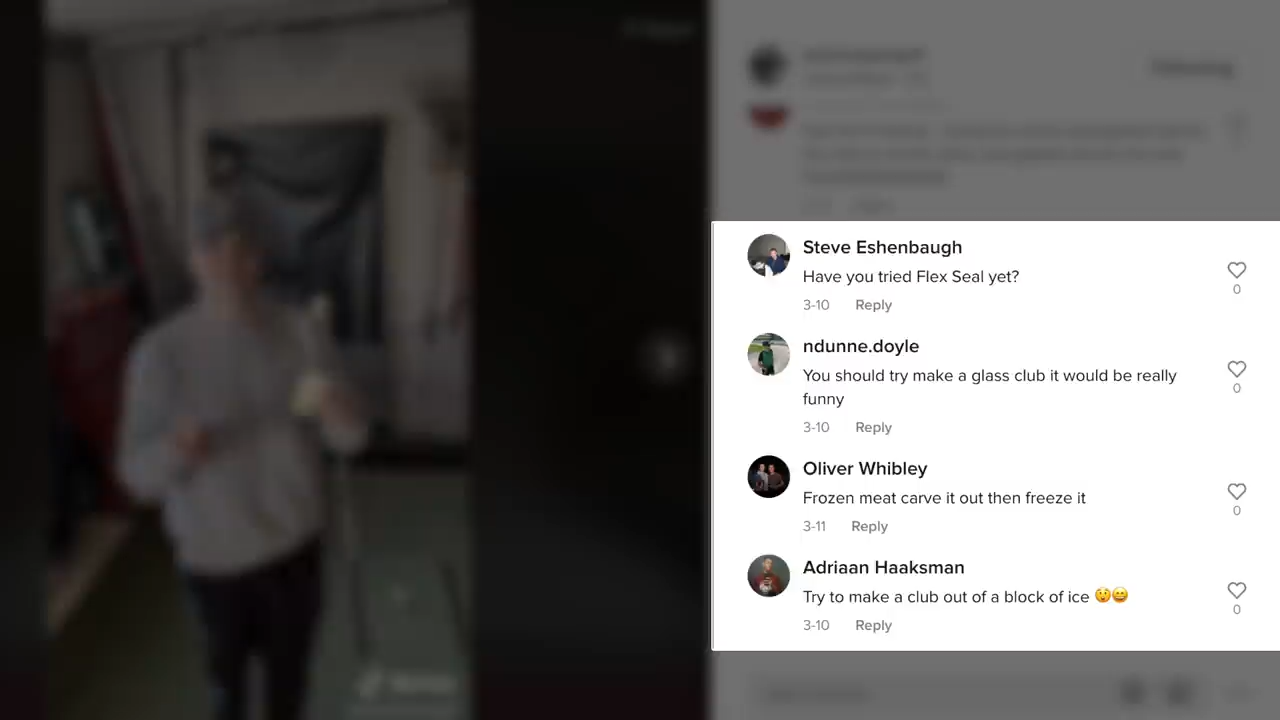 Steve Eshenbaugh
Have you tried Flex Seal yet?
0
3-10 Reply
ndunne.doyle
You should try make a glass club it would be really
funny
0
3-10 Reply
Oliver Whibley
Frozen meat carve it out then freeze it
0
3-11 Reply
Adriaan Haaksman
Try to make a club out of a block of ice 😲😄
0
3-10 Reply